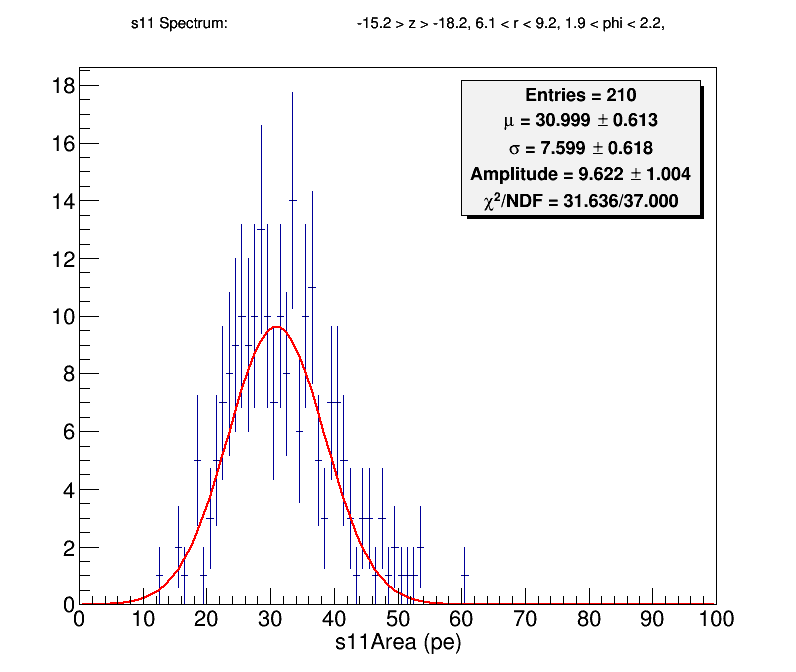 s11 Spectrum: -15.2 > z > -18.2, 6.1 < r < 9.2, 1.9 < phi < 2.2,
Entries = 210
μ = 30.999 ± 0.613
σ = 7.599 ± 0.618
Amplitude = 9.622 ± 1.004
χ²/NDF = 31.636/37.000
18
16
14
12
10
8
6
4
2
0
0 10 20 30 40 50 60 70 80 90 100
s11Area (pe)